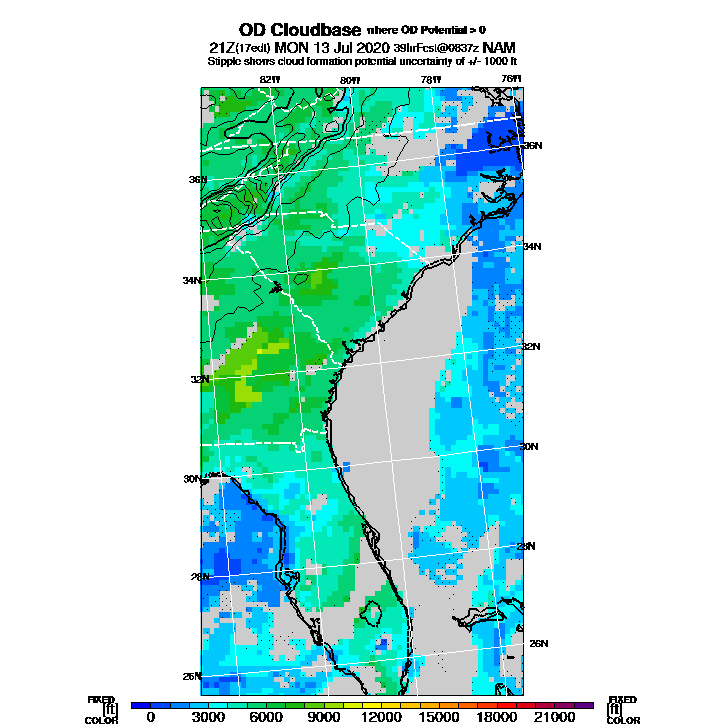 OD Cloudbase where OD Potential > 0
21Z(17edt) MON 13 Jul 2020 39hrFcst@0837z NAM
Stipple shows cloud formation potential uncertainty of +/- 1000 ft
82W 80W 78W 76W
36N 36N
34N 34N
32N 32N
30N 30N
28N 28N
26N 26N
FIXED FIXED
[ft] [ft]
COLOR COLOR
0 3000 6000 9000 12000 15000 18000 21000